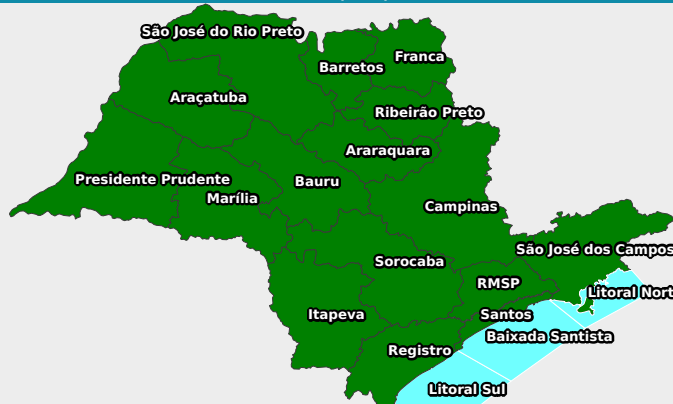 São José do Rio Preto
Franca
Barretos
Araçatuba
Ribeirão Preto
Araraquara
Presidente Prudente
Bauru
Marília
Campinas
São José dos Campos
Sorocaba
RMSP
Litoral Nort
Itapeva
Santos
Baixada Santista
Registro
Litoral Sul